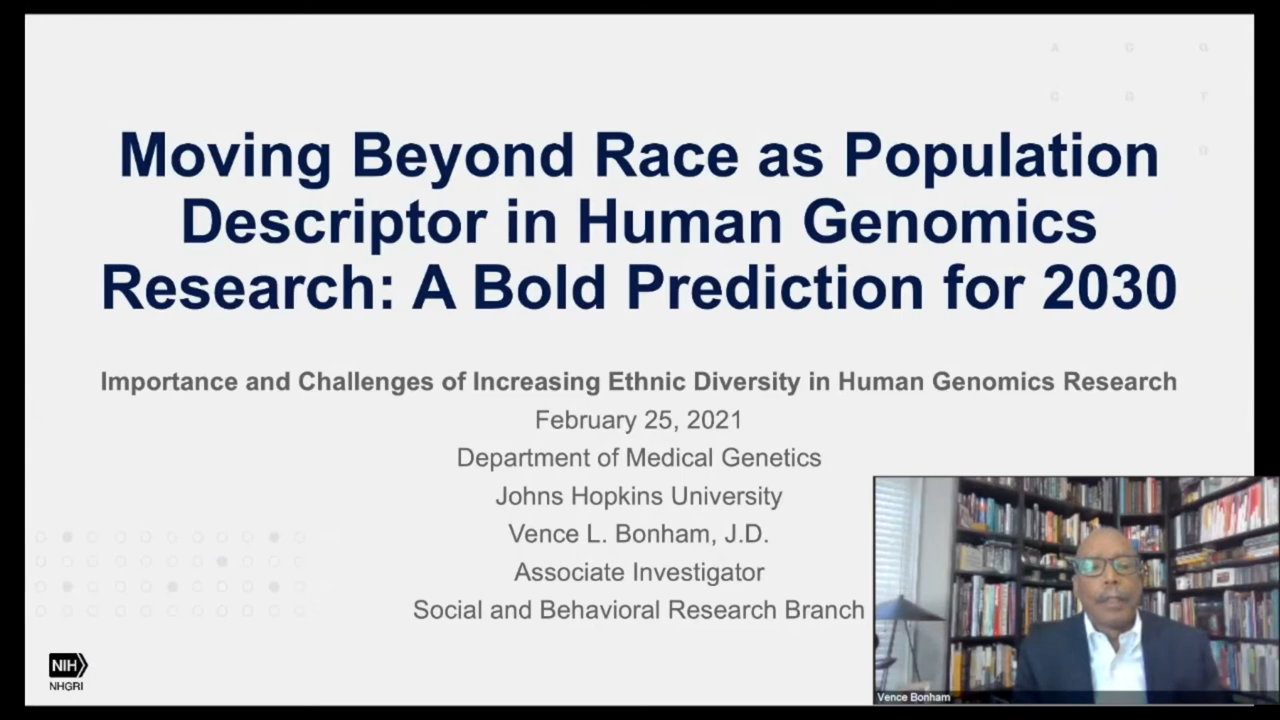 A C G
C G T
G
Moving Beyond Race as Population
Descriptor in Human Genomics
Research: A Bold Prediction for 2030
Importance and Challenges of Increasing Ethnic Diversity in Human Genomics Research
February 25, 2021
Department of Medical Genetics
Johns Hopkins University
Vence L. Bonham, J.D.
Associate Investigator
Social and Behavioral Research Branch
NIH
NHGRI
Vence Bonham